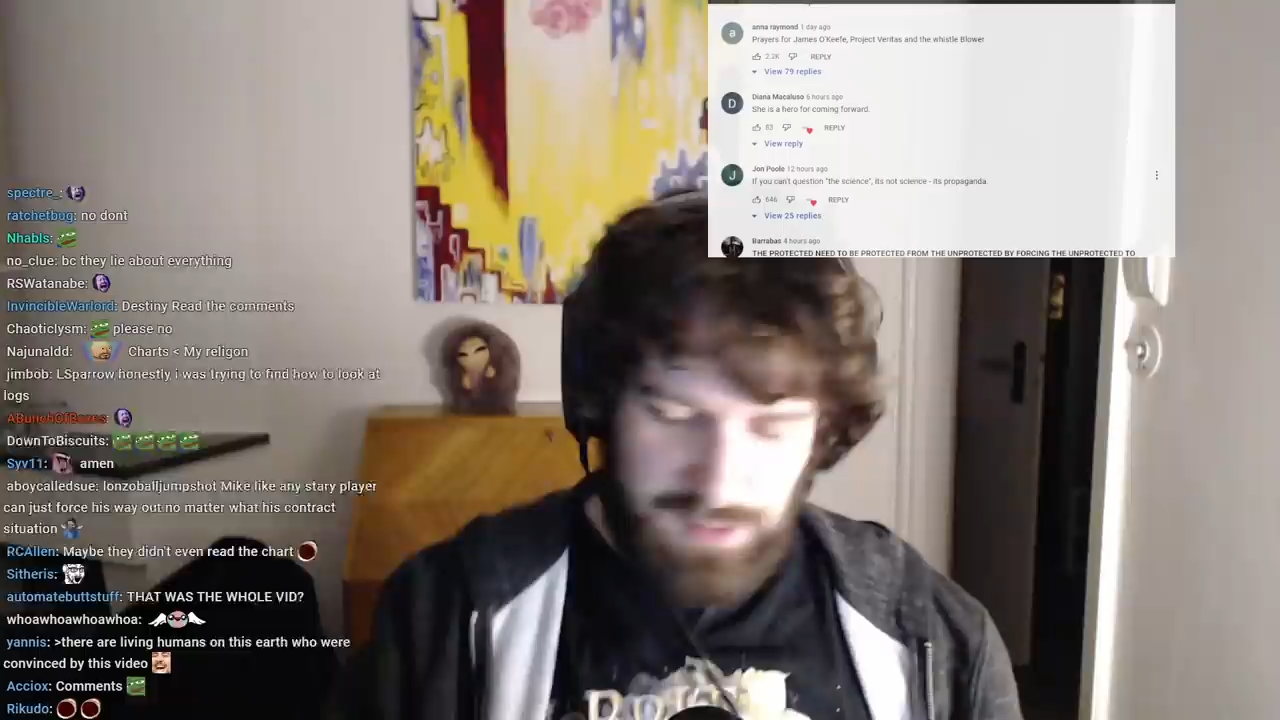 anna raymond 1 day ago
Prayers for James O'Keefe, Project Veritas and the whistle Blower
2.2K REPLY
View 79 replies
Diana Macaluso 6 hours ago
She is a hero for coming forward.
83 REPLY
View reply
Jon Poole 12 hours ago
If you can't question "the science", its not science - its propaganda.
646 REPLY
View 25 replies
Barrabas 4 hours ago
THE PROTECTED NEED TO BE PROTECTED FROM THE UNPROTECTED BY FORCING THE UNPROTECTED TO
spectre_:
ratchetbug: no dont
Nhabls:
no_clue: bc they lie about everything
RSWatanabe:
InvincibleWarlord: Destiny Read the comments
Chaoticlysm: please no
Najunaldd: Charts < My religon
jimbob: LSparrow honestly i was trying to find how to look at
logs
ABunchOfBones:
DownToBiscuits:
Syv11: amen
aboycalledsue: lonzoballjumpshot Mike like any stary player
can just force his way out no matter what his contract
situation
RCAllen: Maybe they didn't even read the chart
Sitheris:
automatebuttstuff: THAT WAS THE WHOLE VID?
whoawhoawhoawhoa:
yannis: >there are living humans on this earth who were
convinced by this video
Acciox: Comments
Rikudo: